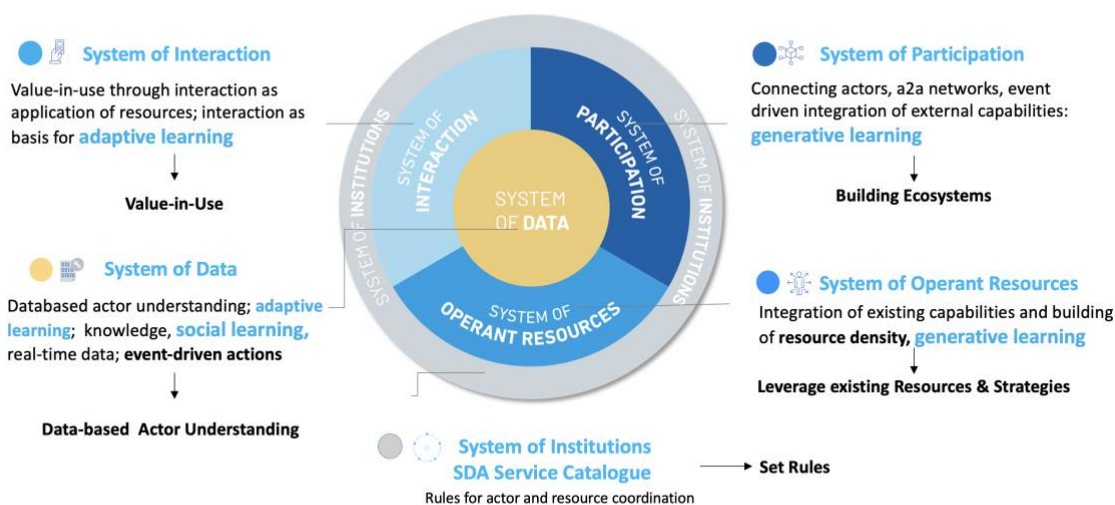 System of Interaction
Value-in-use through interaction as
application of resources; interaction as
basis for adaptive learning
Value-in-Use
System of Data
Databased actor understanding; adaptive
learning; knowledge, social learning,
real-time data; event-driven actions
Data-based Actor Understanding
SYSTEM OF INSTITUTIONS
SYSTEM OF
INTERACTION
SYSTEM OF
PARTICIPATION
SYSTEM OF INSTITUTIONS
SYSTEM
OF DATA
SYSTEM OF
OPERANT RESOURCES
System of Participation
Connecting actors, a2a networks, event
driven integration of external capabilities:
generative learning
Building Ecosystems
System of Operant Resources
Integration of existing capabilities and building
of resource density, generative learning
Leverage existing Resources & Strategies
System of Institutions
SDA Service Catalogue
Set Rules
Rules for actor and resource coordination